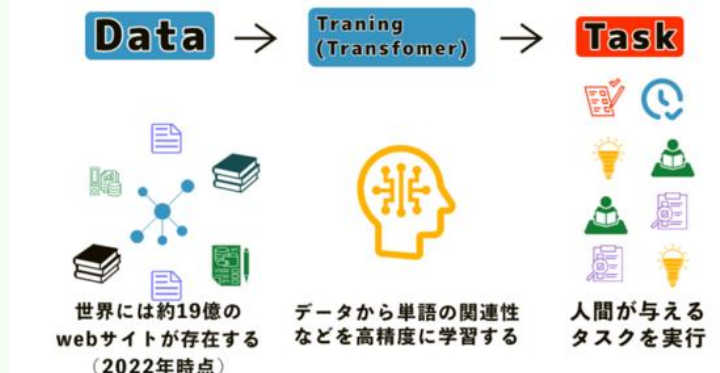 Data → Traning → Task
(Transfomer)
世界には約19億の
webサイトが存在する
（2022年時点）
データから単語の関連性
などを高精度に学習する
人間が与える
タスクを実行